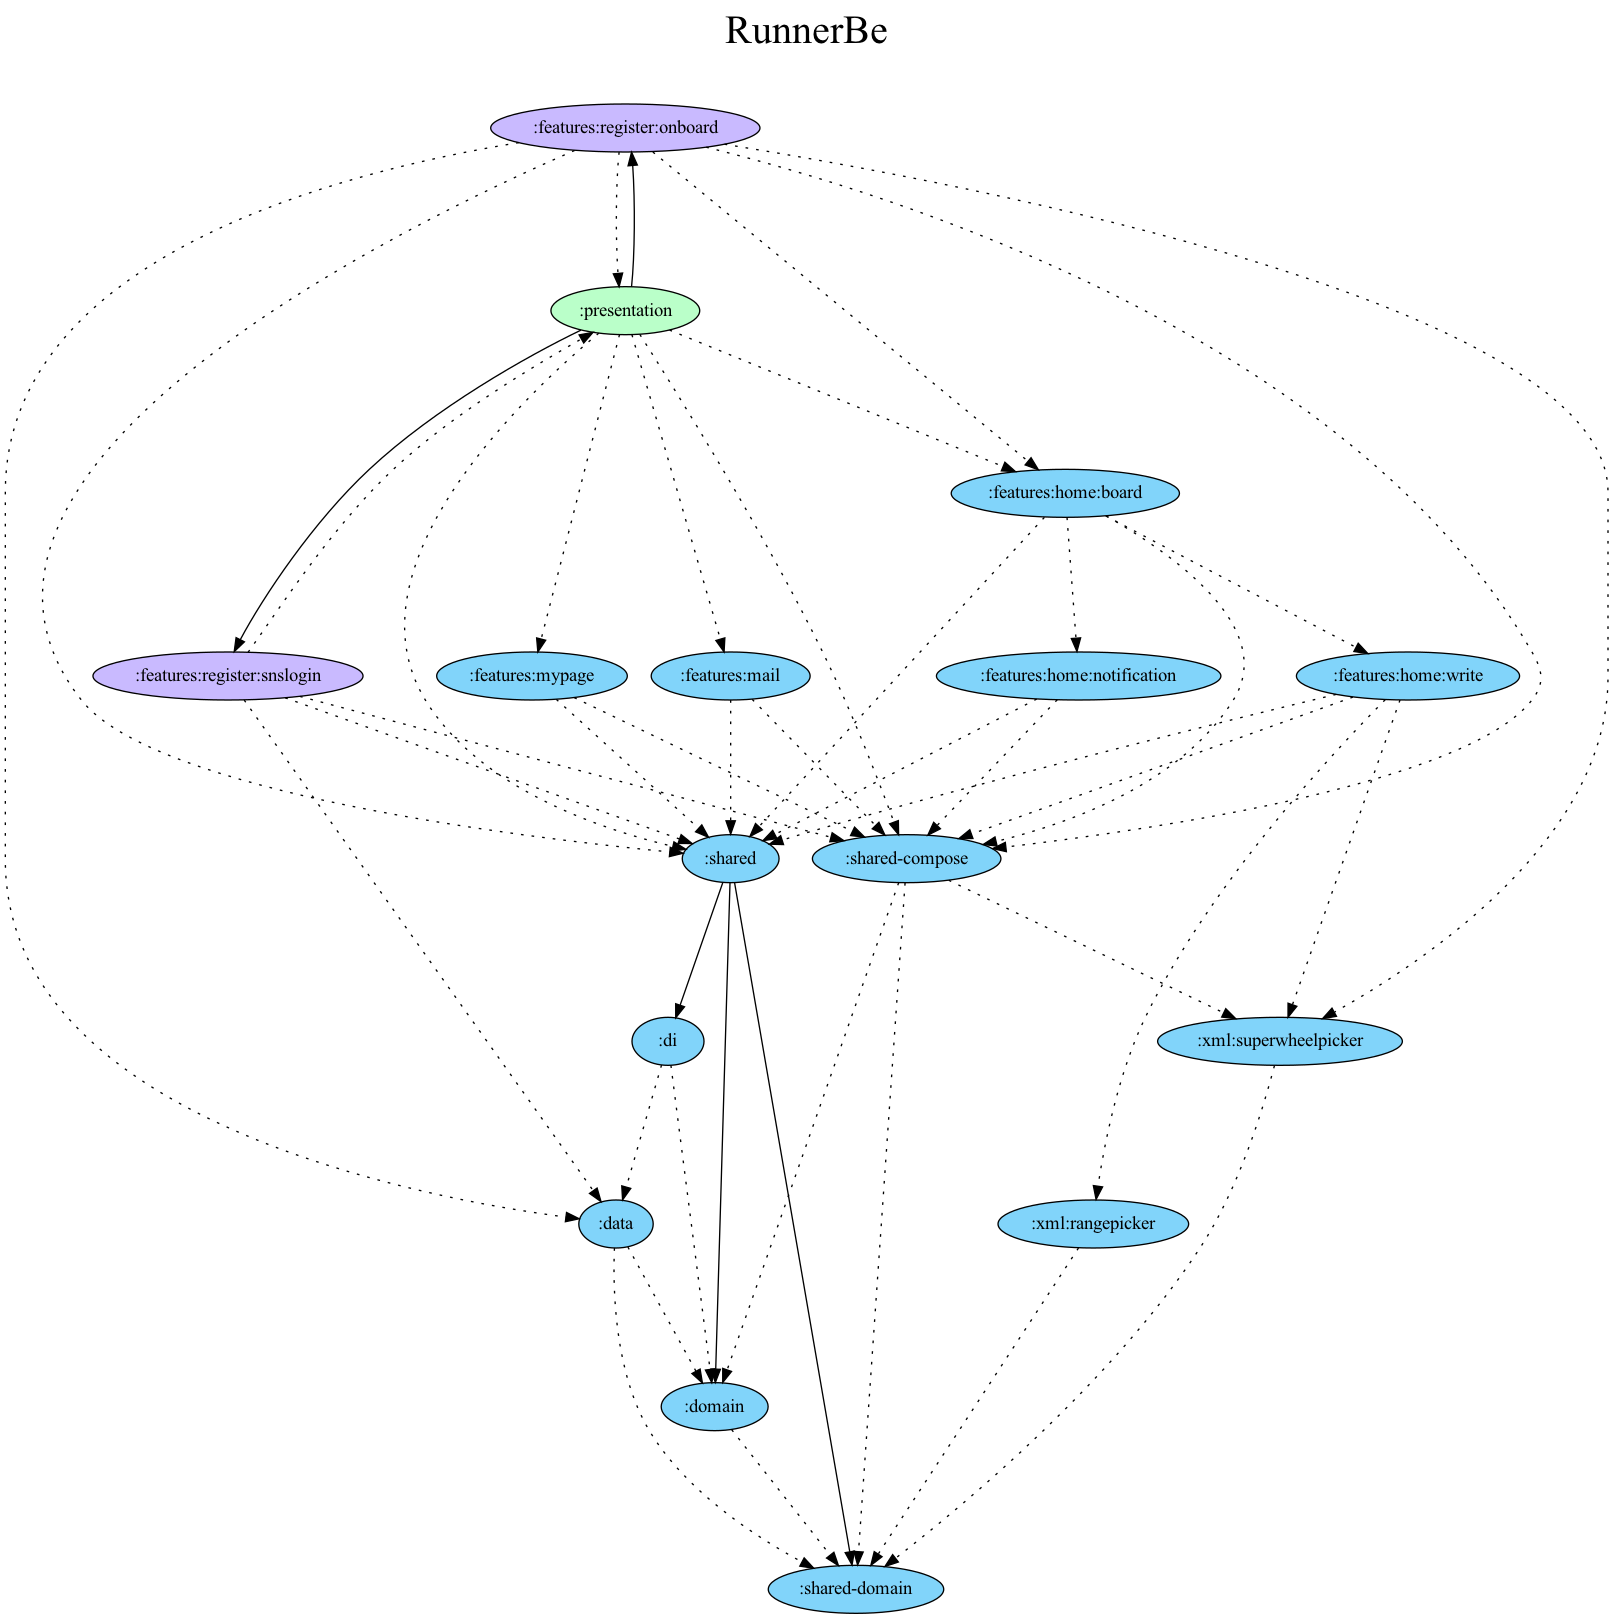 RunnerBe
:features:register:onboard
:presentation
:features:home:board
:features:register:snslogin
:features:mypage
:features:mail
:features:home:notification
:features:home:write
:shared
:shared-compose
:di
:xml:superwheelpicker
:data
:xml:rangepicker
:domain
:shared-domain